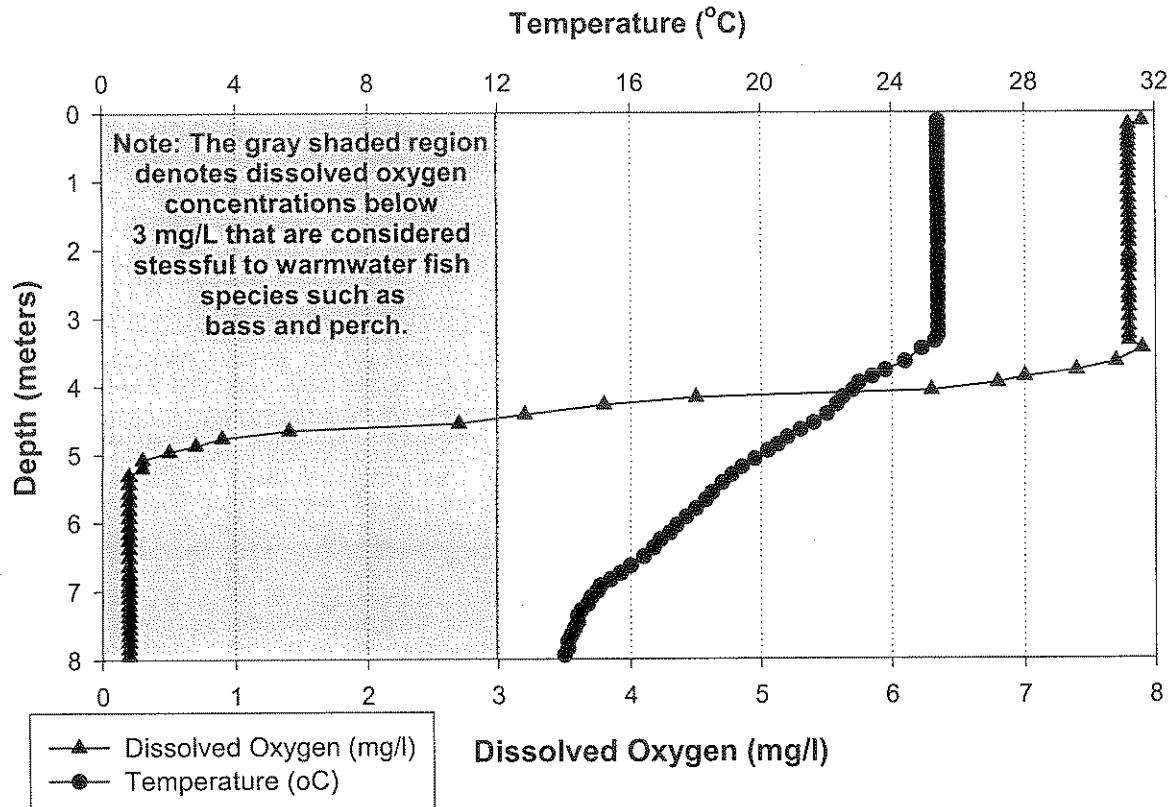 Temperature (°C)
0 4 8 12 16 20 24 28 32
Note: The gray shaded region
denotes dissolved oxygen
concentrations below
3 mg/L that are considered
stessful to warmwater fish
species such as
bass and perch.
Depth (meters)
0
1
2
3
4
5
6
7
8
0 1 2 3 4 5 6 7 8
Dissolved Oxygen (mg/l)
Dissolved Oxygen (mg/l)
Temperature (oC)